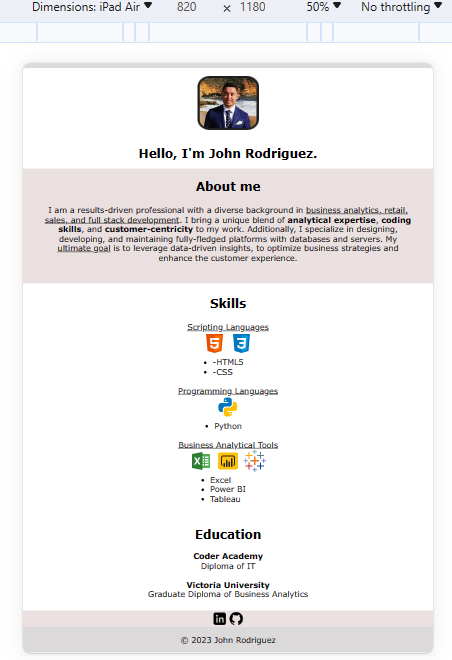 Dimensions: iPad Air ▼ 820 × 1180 50% ▼ No throttling ▼
Hello, I'm John Rodriguez.
About me
I am a results-driven professional with a diverse background in business analytics, retail,
sales, and full stack development. I bring a unique blend of analytical expertise, coding
skills, and customer-centricity to my work. Additionally, I specialize in designing,
developing, and maintaining fully-fledged platforms with databases and servers. My
ultimate goal is to leverage data-driven insights, to optimize business strategies and
enhance the customer experience.
Skills
Scripting Languages
5 3
• -HTML5
• -CSS
Programming Languages
• Python
Business Analytical Tools
• Excel
• Power BI
• Tableau
Education
Coder Academy
Diploma of IT
Victoria University
Graduate Diploma of Business Analytics
in
© 2023 John Rodriguez